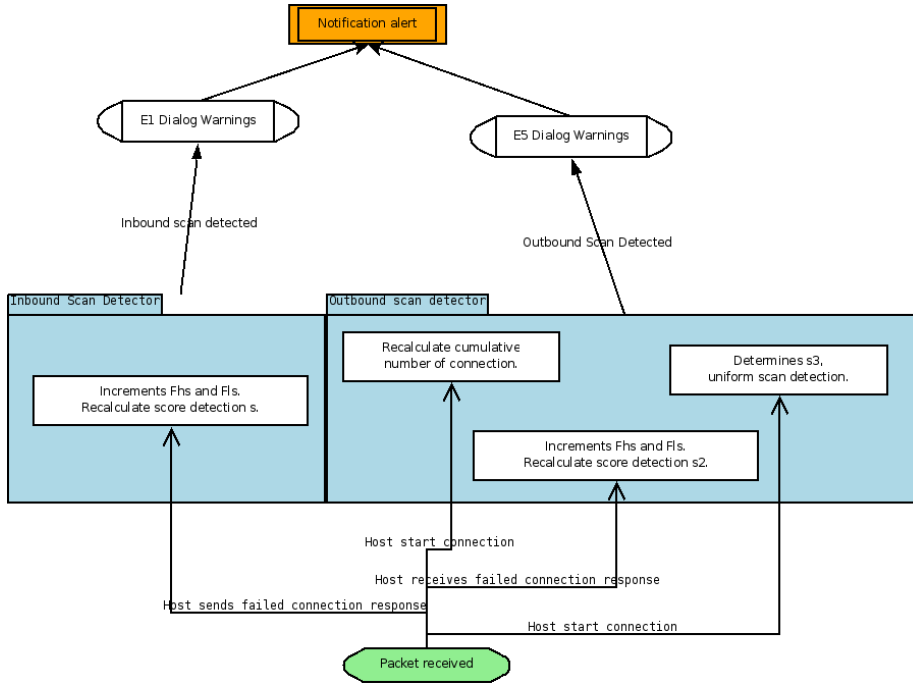 Notification alert
E1 Dialog Warnings
E5 Dialog Warnings
Inbound scan detected
Outbound Scan Detected
Inbound Scan Detector
Outbound scan detector
Recalculate cumulative
number of connection.
Determines s3,
uniform scan detection.
Increments Fhs and Fls.
Recalculate score detection s.
Increments Fhs and Fls.
Recalculate score detection s2.
Host start connection
Host receives failed connection response
Host sends failed connection response
Host start connection
Packet received